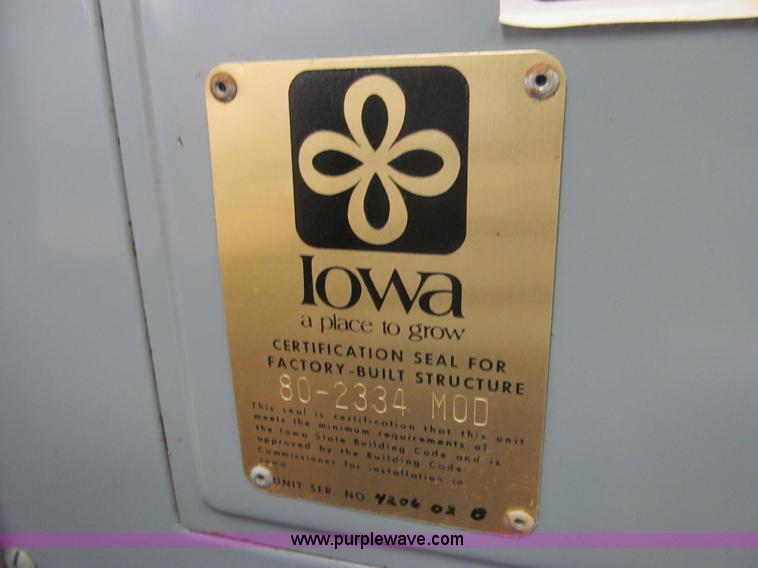 Iowa
a place to grow
CERTIFICATION SEAL FOR
FACTORY-BUILT STRUCTURE
80-2334 MOD
This seal is certification that this unit
meets the minimum requirements of
the Iowa State Building Code and is
approved by the Building Code
Commissioner for installation in
Iowa
UNIT SER. NO. 4206 02 B
www.purplewave.com